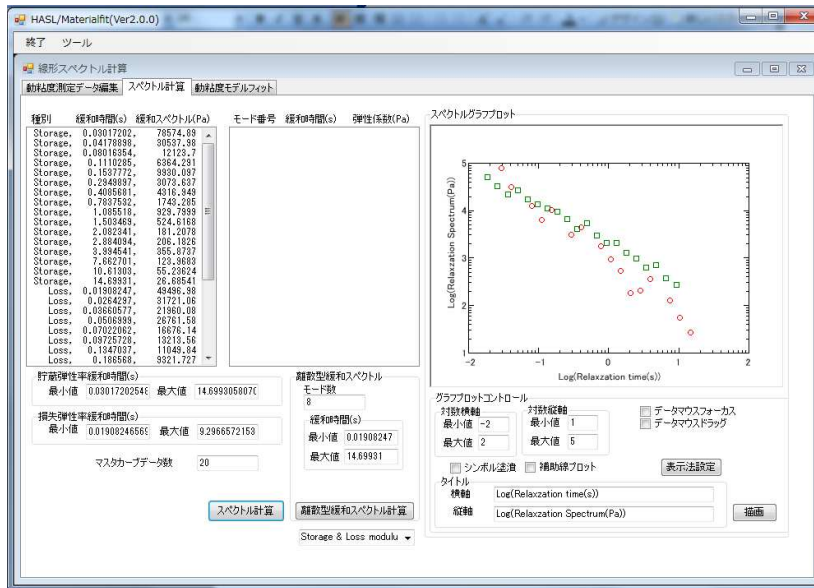 HASL/Materialfit(Ver2.0.0)
終了 ツール
線形スペクトル計算
動粘度測定データ編集 スペクトル計算 動粘度モデルフィット
種別 緩和時間(s) 緩和スペクトル(Pa)
Storage, 0.03017202, 78574.89
Storage, 0.04178898, 30537.98
Storage, 0.08016354, 12123.7
Storage, 0.1110285, 6364.291
Storage, 0.1537772, 9930.097
Storage, 0.2949897, 3073.637
Storage, 0.4085681, 4316.949
Storage, 0.7837532, 1743.285
Storage, 1.085518, 929.7999
Storage, 1.503469, 524.6168
Storage, 2.082341, 181.2078
Storage, 2.884094, 206.1826
Storage, 3.994541, 355.8737
Storage, 7.662701, 123.9683
Storage, 10.61303, 55.23624
Storage, 14.69931, 26.68541
Loss, 0.01908247, 49496.98
Loss, 0.0264297, 31721.06
Loss, 0.03660577, 21960.08
Loss, 0.0506999, 26761.58
Loss, 0.07022062, 16676.14
Loss, 0.09725728, 13213.56
Loss, 0.1347037, 11049.84
Loss, 0.186568, 9321.727
モード番号 緩和時間(s) 弾性係数(Pa)
スペクトルグラフプロット
Log(Relaxzation Spectrum(Pa))
5
4
3
2
1
-2 -1 0 1 2
Log(Relaxzation time(s))
貯蔵弾性率緩和時間(s)
最小値 0.0301720254 最大値 14.699305807(
損失弾性率緩和時間(s)
最小値 0.0190824656 最大値 9.2966572153
マスタカーブデータ数 20
スペクトル計算
離散型緩和スペクトル
モード数
8
緩和時間(s)
最小値 0.01908247
最大値 14.69931
離散型緩和スペクトル計算
Storage & Loss modulu
グラフプロットコントロール
対数横軸
最小値 -2
最大値 2
対数縦軸
最小値 1
最大値 5
データマウスフォーカス
データマウスドラッグ
シンボル塗潰 補助線プロット 表示法設定
タイトル
横軸 Log(Relaxzation time(s))
縦軸 Log(Relaxzation Spectrum(Pa))
描画